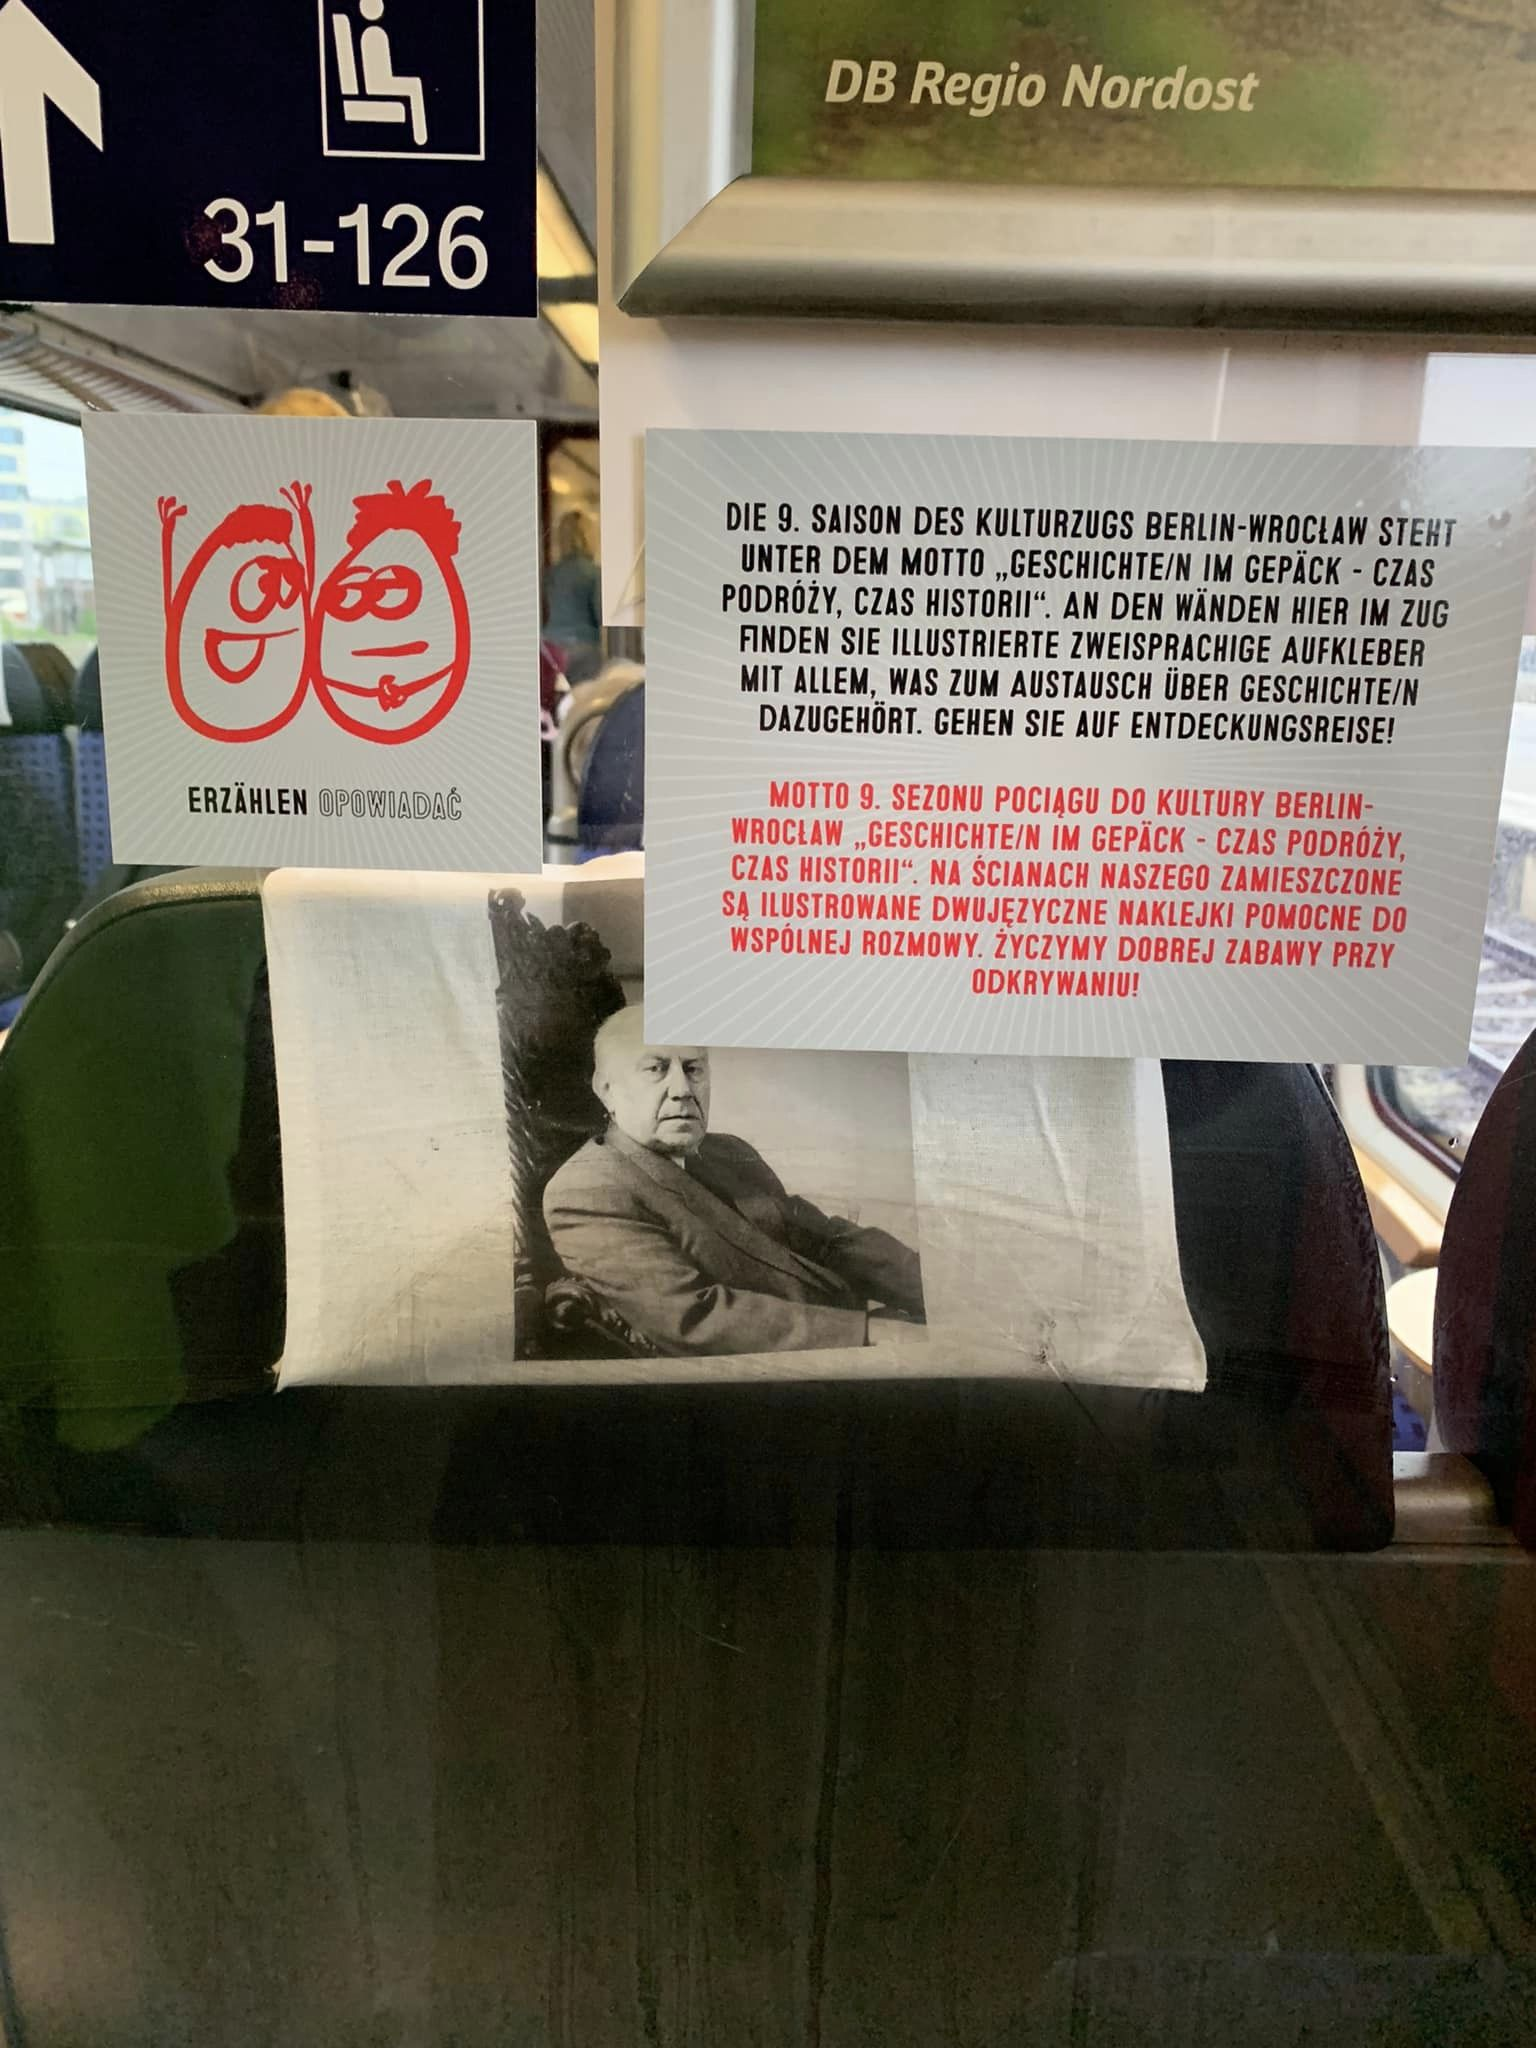 31-126
DB Regio Nordost
ERZÄHLEN OPOWIADAĆ
DIE 9. SAISON DES KULTURZUGS BERLIN-WROCŁAW STEHT
UNTER DEM MOTTO „GESCHICHTE/N IM GEPÄCK - CZAS
PODRÓŻY, CZAS HISTORII“. AN DEN WÄNDEN HIER IM ZUG
FINDEN SIE ILLUSTRIERTE ZWEISPRACHIGE AUFKLEBER
MIT ALLEM, WAS ZUM AUSTAUSCH ÜBER GESCHICHTE/N
DAZUGEHÖRT. GEHEN SIE AUF ENTDECKUNGSREISE!
MOTTO 9. SEZONU POCIĄGU DO KULTURY BERLIN-
WROCŁAW „GESCHICHTE/N IM GEPÄCK - CZAS PODRÓŻY,
CZAS HISTORII“. NA ŚCIANACH NASZEGO ZAMIESZCZONE
SĄ ILUSTROWANE DWUJĘZYCZNE NAKLEJKI POMOCNE DO
WSPÓLNEJ ROZMOWY. ŻYCZYMY DOBREJ ZABAWY PRZY
ODKRYWANIU!